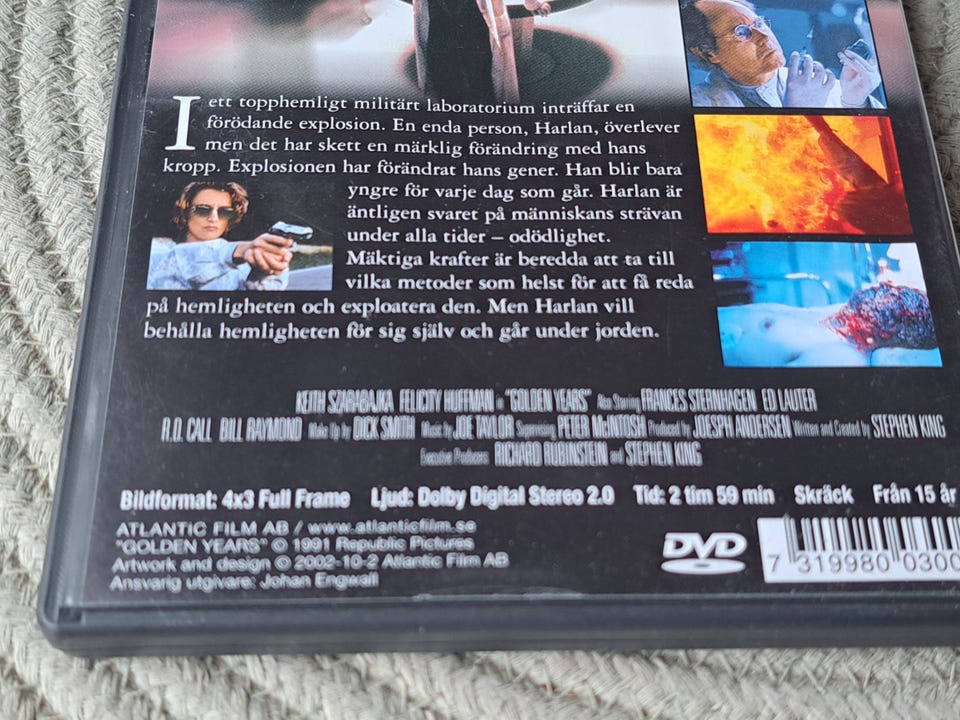 I ett topphemligt militärt laboratorium inträffar en
förödande explosion. En enda person, Harlan, överlever
men det har skett en märklig förändring med hans
kropp. Explosionen har förändrat hans gener. Han blir bara
yngre för varje dag som går. Harlan är
äntligen svaret på människans strävan
under alla tider – odödlighet.
Mäktiga krafter är beredda att ta till
vilka metoder som helst för att få reda
på hemligheten och exploatera den. Men Harlan vill
behålla hemligheten för sig själv och går under jorden.
KEITH SZARABAJKA FELICITY HUFFMAN in "GOLDEN YEARS" Also Starring FRANCES STERNHAGEN ED LAUTER
R.D. CALL BILL RAYMOND Make Up by DICK SMITH Music by JOE TAYLOR Supervising PETER McINTOSH Produced by JOESPH ANDERSEN Written and Created by STEPHEN KING
Executive Producers RICHARD RUBINSTEIN and STEPHEN KING
Bildformat: 4x3 Full Frame Ljud: Dolby Digital Stereo 2.0 Tid: 2 tim 59 min Skräck Från 15 år
ATLANTIC FILM AB / www.atlanticfilm.se
"GOLDEN YEARS" © 1991 Republic Pictures
Artwork and design © 2002-10-2 Atlantic Film AB
Ansvarig utgivare: Johan Engwall
DVD
7 319980 0300